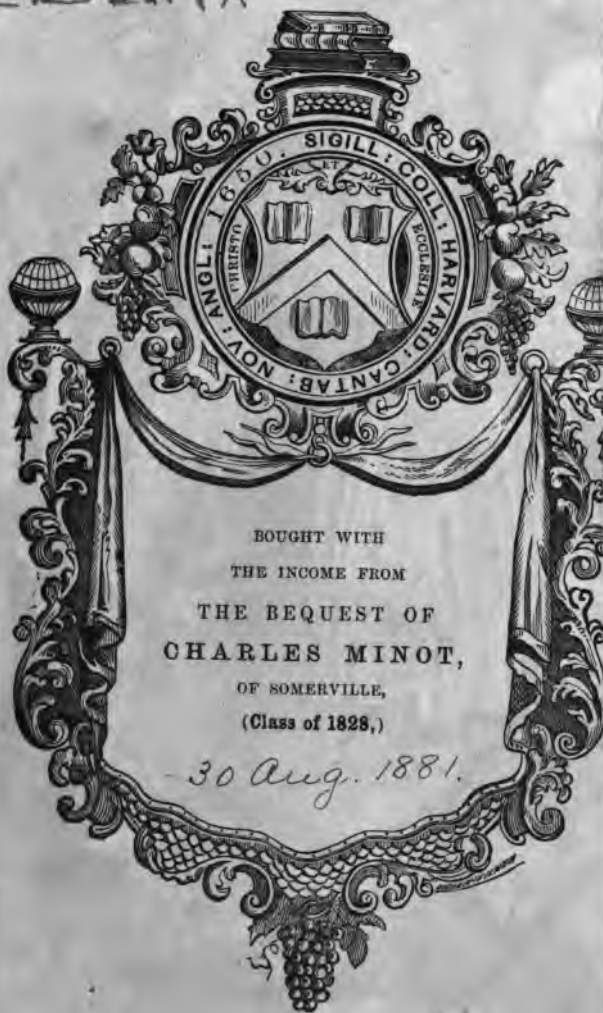 SIGILL: COLL: HARVARD: CANTAB: NOV: ANGL: 1650.
ET
CHRISTO
ECCLESIÆ
BOUGHT WITH
THE INCOME FROM
THE BEQUEST OF
CHARLES MINOT,
OF SOMERVILLE,
(Class of 1828,)
30 Aug. 1881.